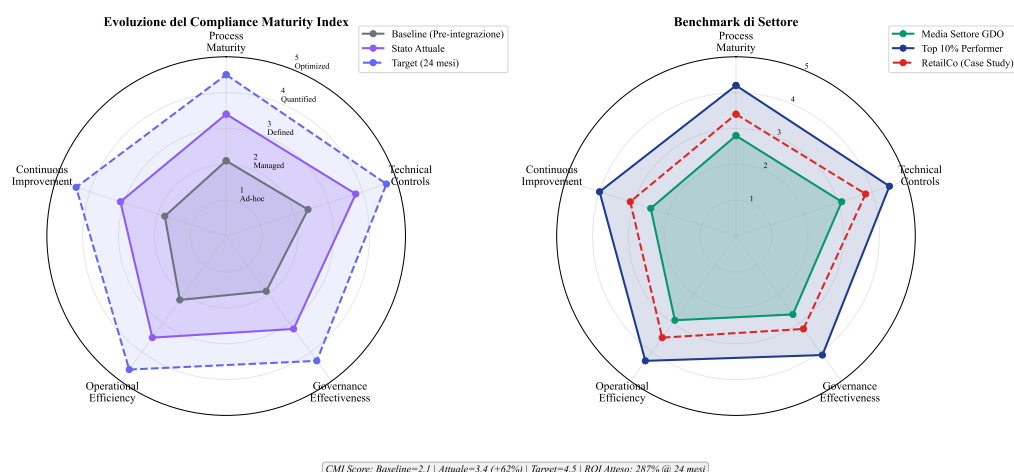 Evoluzione del Compliance Maturity Index
Process
Maturity
Technical
Controls
Governance
Effectiveness
Operational
Efficiency
Continuous
Improvement
5
Optimized
4
Quantified
3
Defined
2
Managed
1
Ad-hoc
Baseline (Pre-integrazione)
Stato Attuale
Target (24 mesi)
Benchmark di Settore
Process
Maturity
Technical
Controls
Governance
Effectiveness
Operational
Efficiency
Continuous
Improvement
5
4
3
2
1
Media Settore GDO
Top 10% Performer
RetailCo (Case Study)
CMI Score: Baseline=2.1 | Attuale=3.4 (+62%) | Target=4.5 | ROI Atteso: 287% @ 24 mesi